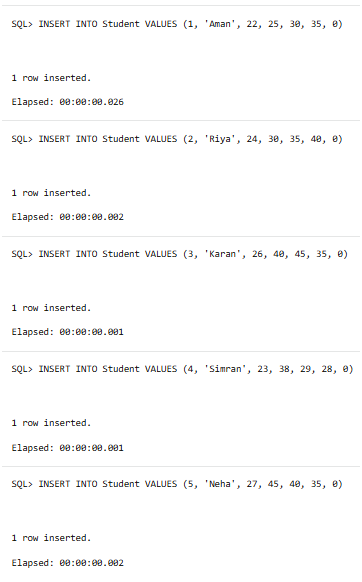 SQL> INSERT INTO Student VALUES (1, 'Aman', 22, 25, 30, 35, 0)
1 row inserted.
Elapsed: 00:00:00.026
SQL> INSERT INTO Student VALUES (2, 'Riya', 24, 30, 35, 40, 0)
1 row inserted.
Elapsed: 00:00:00.002
SQL> INSERT INTO Student VALUES (3, 'Karan', 26, 40, 45, 35, 0)
1 row inserted.
Elapsed: 00:00:00.001
SQL> INSERT INTO Student VALUES (4, 'Simran', 23, 38, 29, 28, 0)
1 row inserted.
Elapsed: 00:00:00.001
SQL> INSERT INTO Student VALUES (5, 'Neha', 27, 45, 40, 35, 0)
1 row inserted.
Elapsed: 00:00:00.002